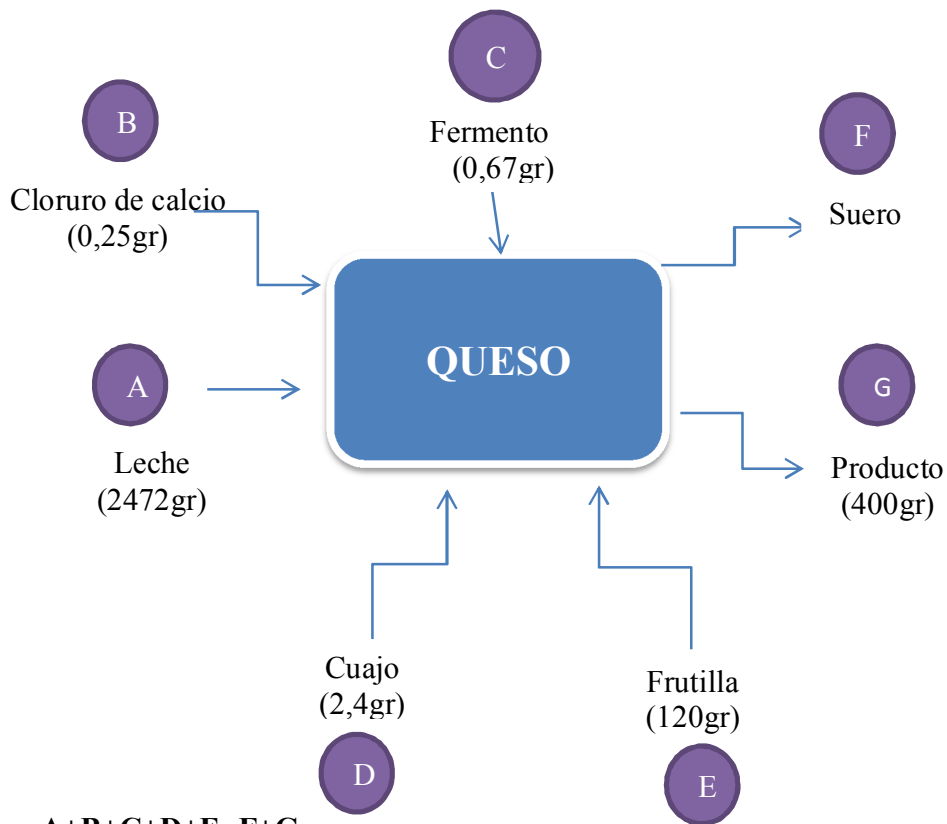 C
Fermento
(0,67gr)
B
Cloruro de calcio
(0,25gr)
F
Suero
QUESO
A
Leche
(2472gr)
G
Producto
(400gr)
Cuajo
(2,4gr)
D
Frutilla
(120gr)
E